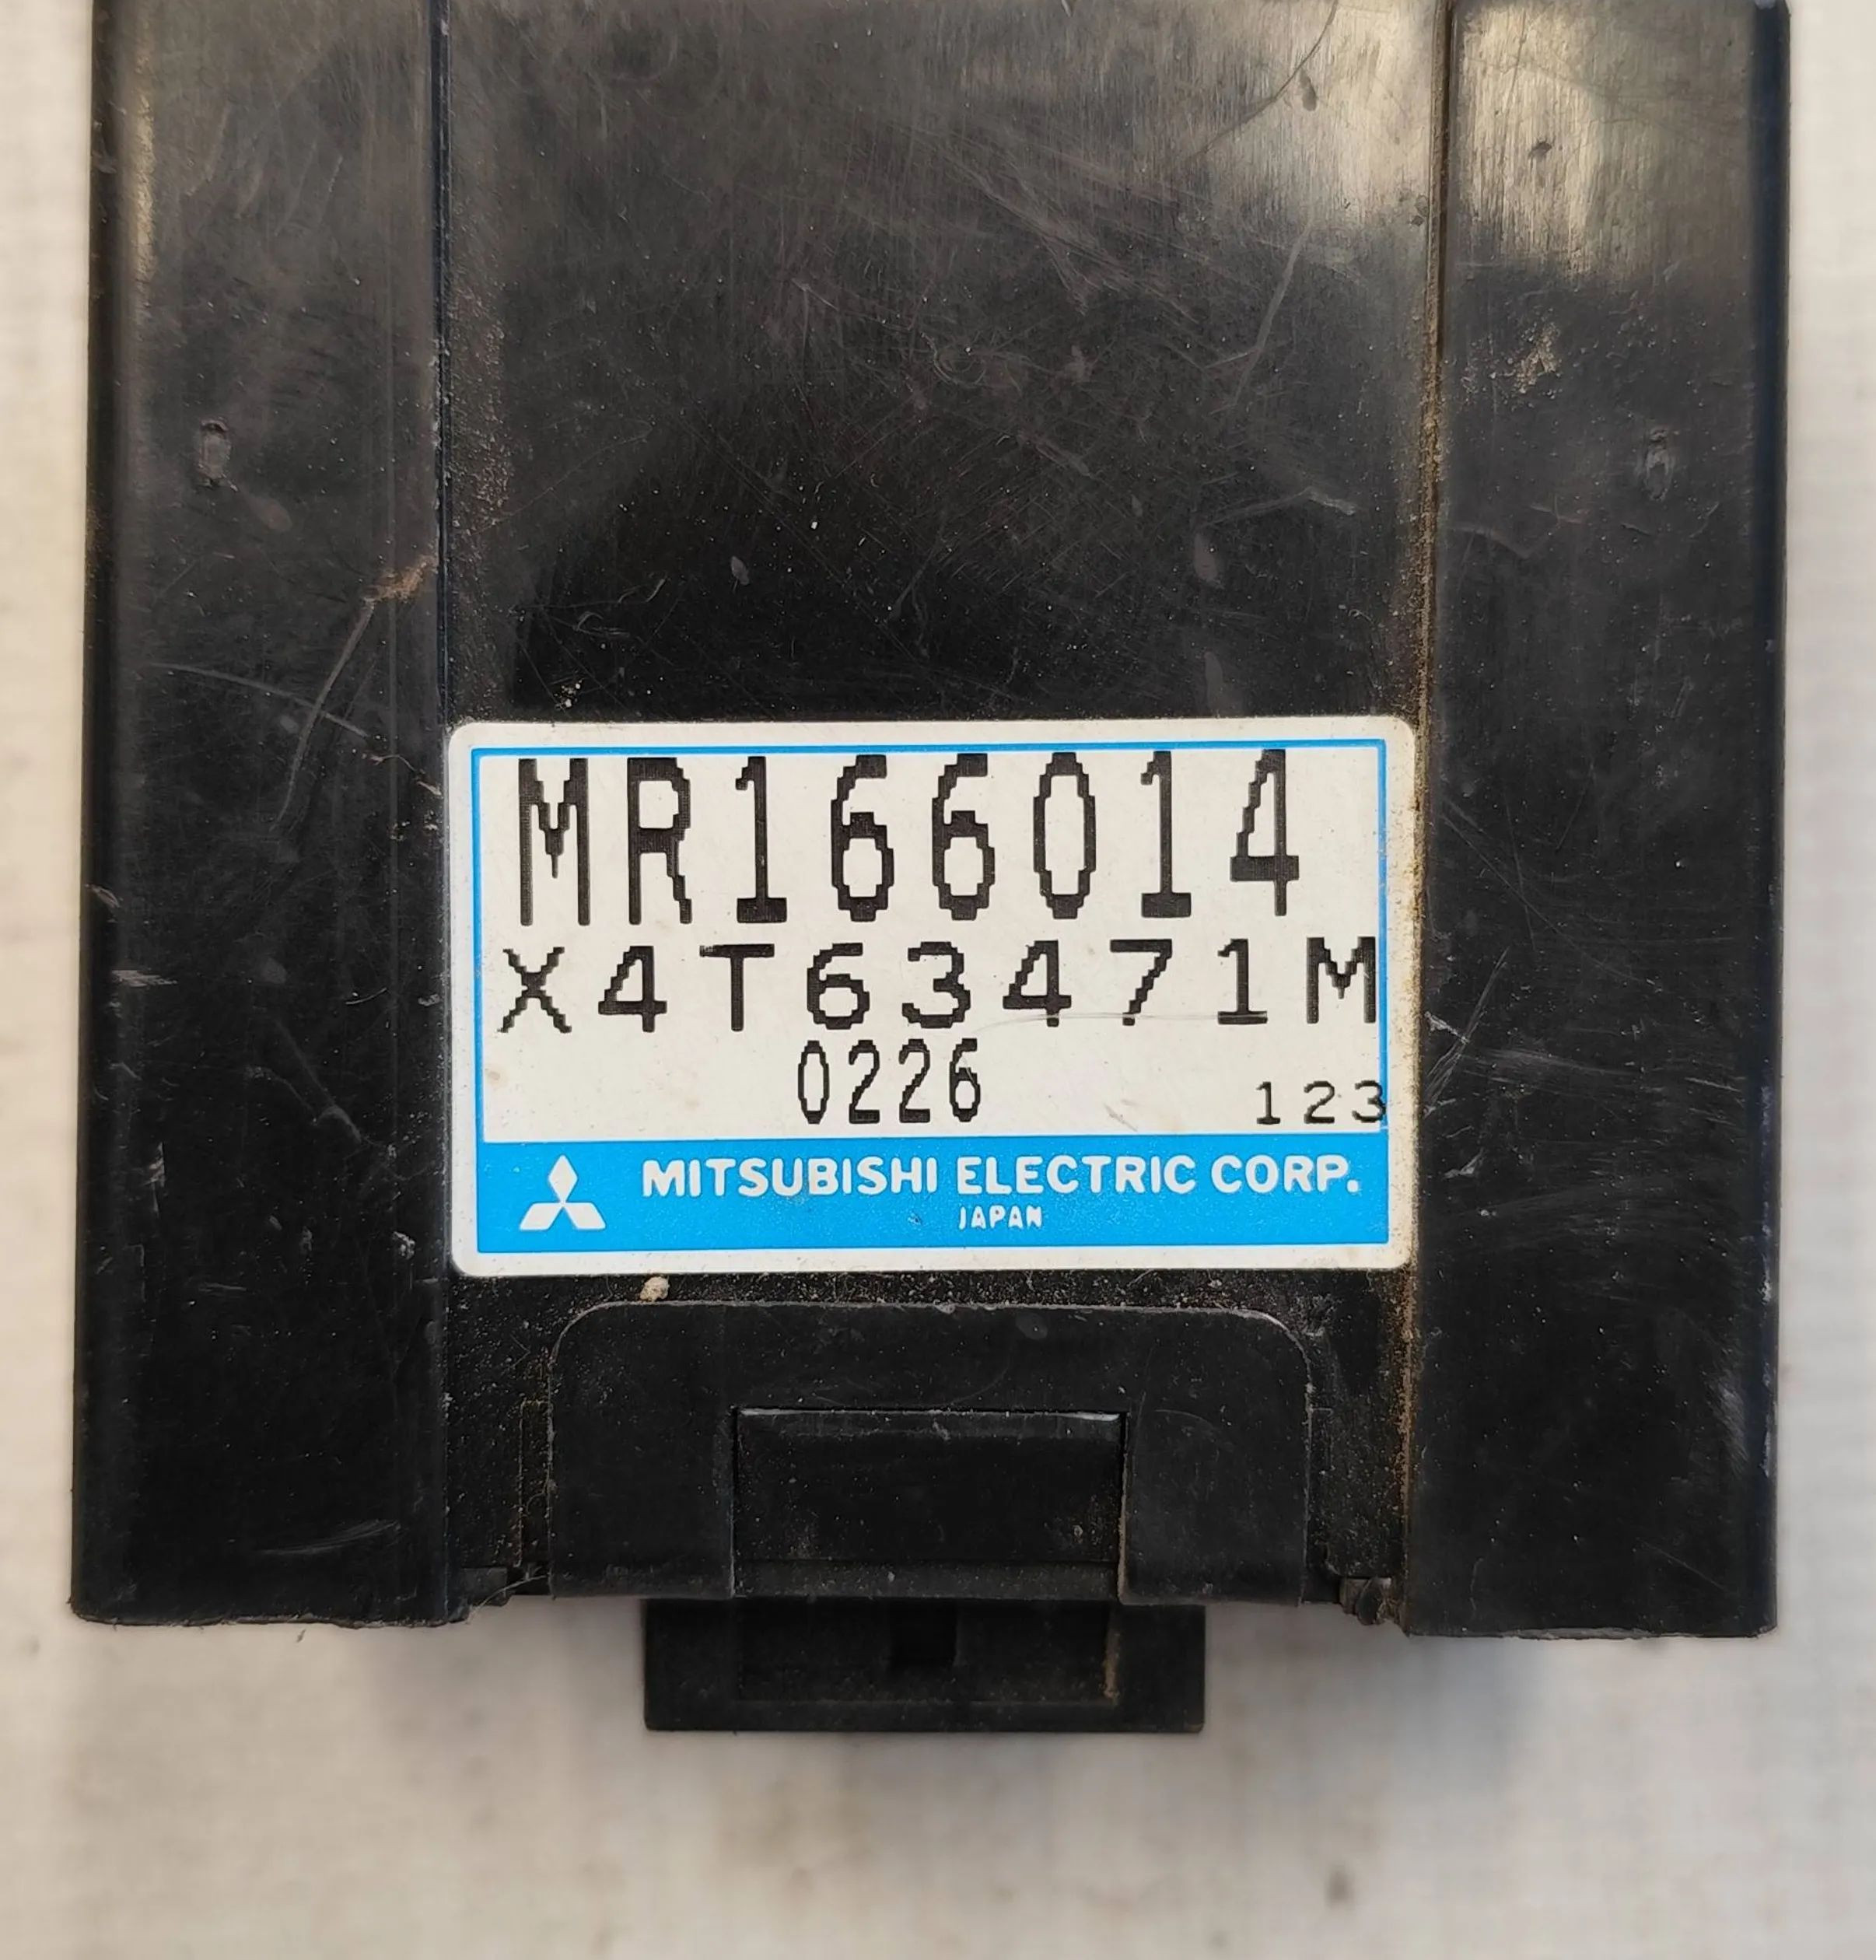 MR166014
X4T63471M
0226 123
MITSUBISHI ELECTRIC CORP.
JAPAN